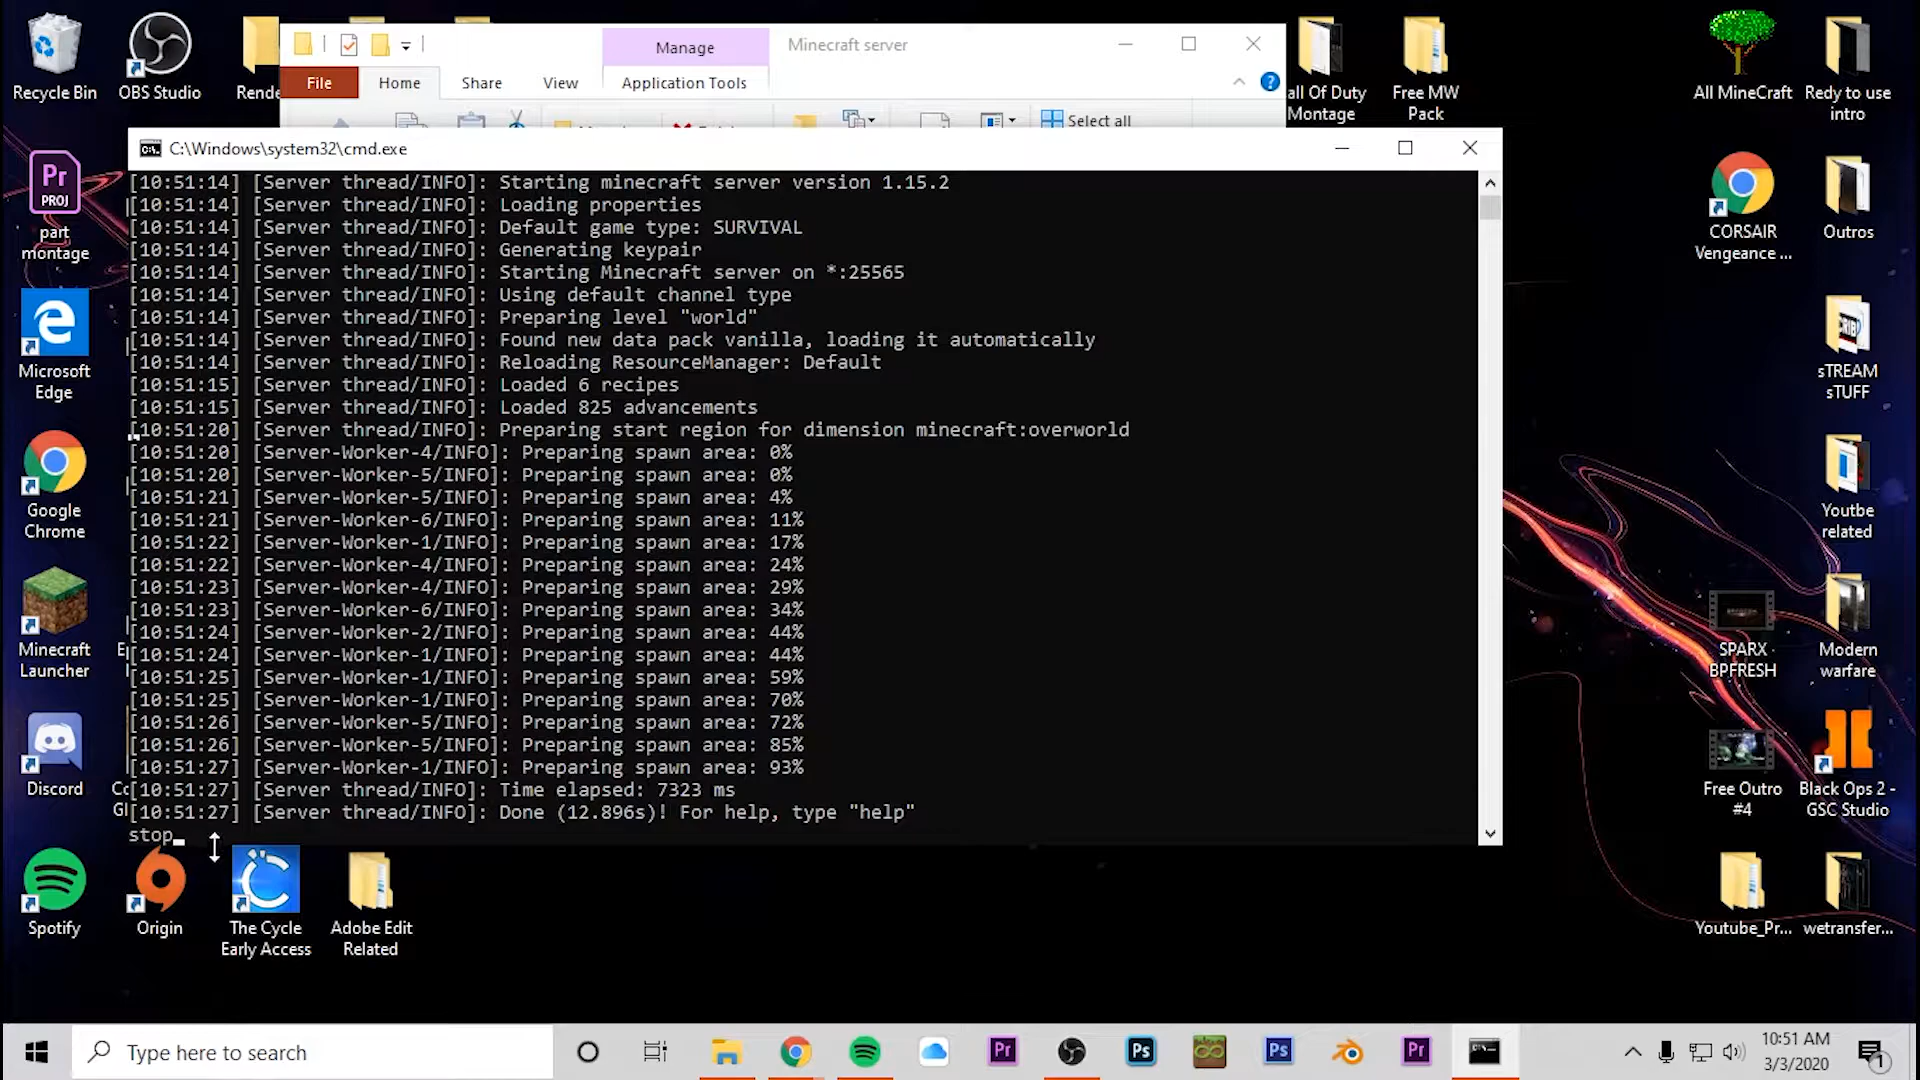 Recycle Bin
OBS Studio
Rende
Manage
Minecraft server
File
Home
Share
View
Application Tools
Select all
all Of Duty
Montage
Free MW
Pack
All MineCraft
Redy to use
intro
C:\Windows\system32\cmd.exe
[10:51:14] [Server thread/INFO]: Starting minecraft server version 1.15.2
[10:51:14] [Server thread/INFO]: Loading properties
[10:51:14] [Server thread/INFO]: Default game type: SURVIVAL
[10:51:14] [Server thread/INFO]: Generating keypair
[10:51:14] [Server thread/INFO]: Starting Minecraft server on *:25565
[10:51:14] [Server thread/INFO]: Using default channel type
[10:51:14] [Server thread/INFO]: Preparing level "world"
[10:51:14] [Server thread/INFO]: Found new data pack vanilla, loading it automatically
[10:51:14] [Server thread/INFO]: Reloading ResourceManager: Default
[10:51:15] [Server thread/INFO]: Loaded 6 recipes
[10:51:15] [Server thread/INFO]: Loaded 825 advancements
[10:51:20] [Server thread/INFO]: Preparing start region for dimension minecraft:overworld
[10:51:20] [Server-Worker-4/INFO]: Preparing spawn area: 0%
[10:51:20] [Server-Worker-5/INFO]: Preparing spawn area: 0%
[10:51:21] [Server-Worker-5/INFO]: Preparing spawn area: 4%
[10:51:21] [Server-Worker-6/INFO]: Preparing spawn area: 11%
[10:51:22] [Server-Worker-1/INFO]: Preparing spawn area: 17%
[10:51:22] [Server-Worker-4/INFO]: Preparing spawn area: 24%
[10:51:23] [Server-Worker-4/INFO]: Preparing spawn area: 29%
[10:51:23] [Server-Worker-6/INFO]: Preparing spawn area: 34%
[10:51:24] [Server-Worker-2/INFO]: Preparing spawn area: 44%
[10:51:24] [Server-Worker-1/INFO]: Preparing spawn area: 44%
[10:51:25] [Server-Worker-1/INFO]: Preparing spawn area: 59%
[10:51:25] [Server-Worker-1/INFO]: Preparing spawn area: 70%
[10:51:26] [Server-Worker-5/INFO]: Preparing spawn area: 72%
[10:51:26] [Server-Worker-5/INFO]: Preparing spawn area: 85%
[10:51:27] [Server-Worker-1/INFO]: Preparing spawn area: 93%
[10:51:27] [Server thread/INFO]: Time elapsed: 7323 ms
[10:51:27] [Server thread/INFO]: Done (12.896s)! For help, type "help"
stop_
Pr
PROJ
part
montage
Microsoft
Edge
Google
Chrome
Minecraft
Launcher
Discord
Spotify
Origin
The Cycle
Early Access
Adobe Edit
Related
CORSAIR
Vengeance ...
Outros
sTREAM
sTUFF
Youtbe
related
SPARX
BPFRESH
Modern
warfare
Free Outro
#4
Black Ops 2 -
GSC Studio
Youtube_Pr...
wetransfer...
Type here to search
Pr
Ps
Ps
Pr
10:51 AM
3/3/2020
1